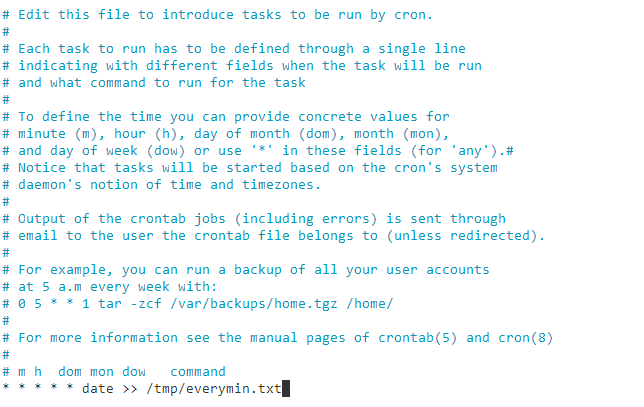 # Edit this file to introduce tasks to be run by cron.
#
# Each task to run has to be defined through a single line
# indicating with different fields when the task will be run
# and what command to run for the task
#
# To define the time you can provide concrete values for
# minute (m), hour (h), day of month (dom), month (mon),
# and day of week (dow) or use '*' in these fields (for 'any').#
# Notice that tasks will be started based on the cron's system
# daemon's notion of time and timezones.
#
# Output of the crontab jobs (including errors) is sent through
# email to the user the crontab file belongs to (unless redirected).
#
# For example, you can run a backup of all your user accounts
# at 5 a.m every week with:
# 0 5 * * 1 tar -zcf /var/backups/home.tgz /home/
#
# For more information see the manual pages of crontab(5) and cron(8)
#
# m h  dom mon dow   command
* * * * * date >> /tmp/everymin.txt